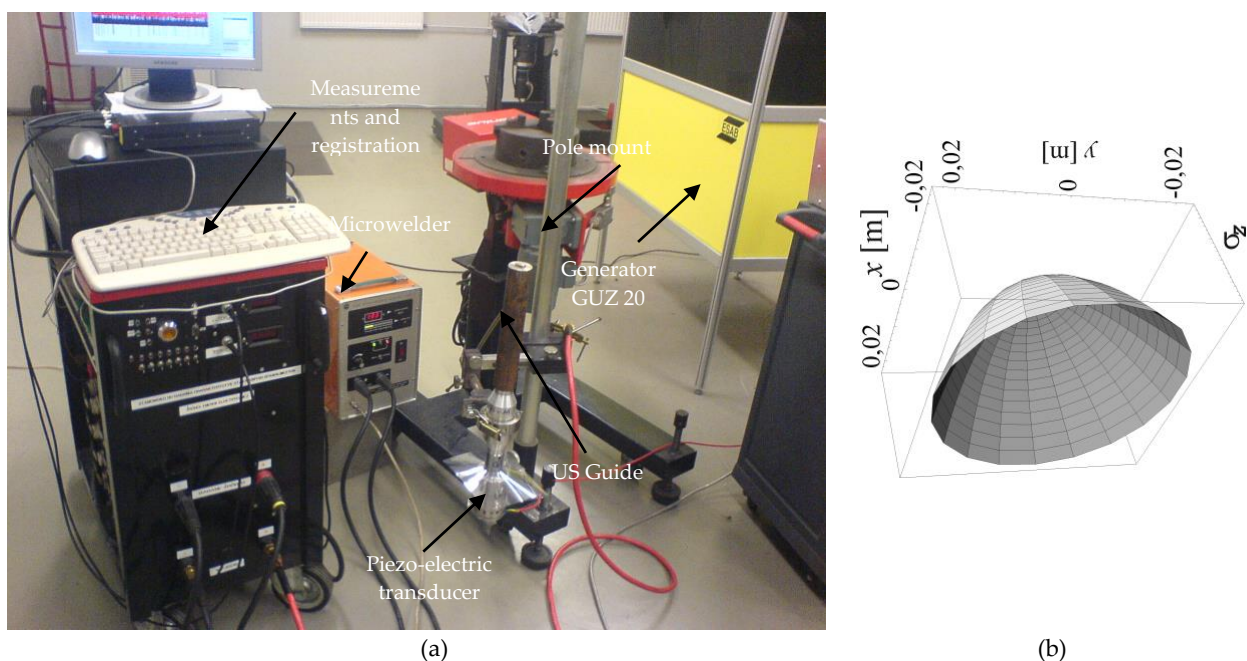 Measureme
nts and
registration
Microwelder
Pole mount
ESAB
Generator
GUZ 20
US Guide
Piezo-electric
transducer
-0,02
0
0,02
x [m]
0,02
0
-0,02
y [m]
σz
(a)
(b)